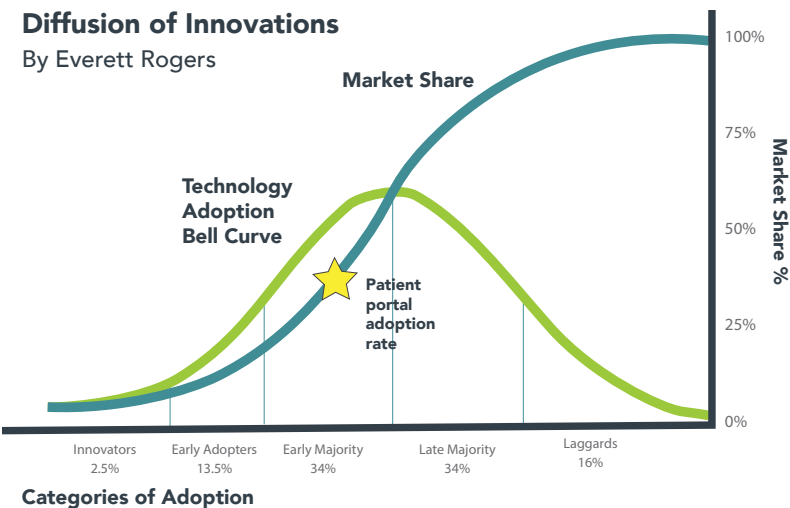 Diffusion of Innovations
By Everett Rogers
Market Share
100%
75%
50%
25%
0%
Market Share %
Technology
Adoption
Bell Curve
Patient
portal
adoption
rate
Innovators
2.5%
Early Adopters
13.5%
Early Majority
34%
Late Majority
34%
Laggards
16%
Categories of Adoption